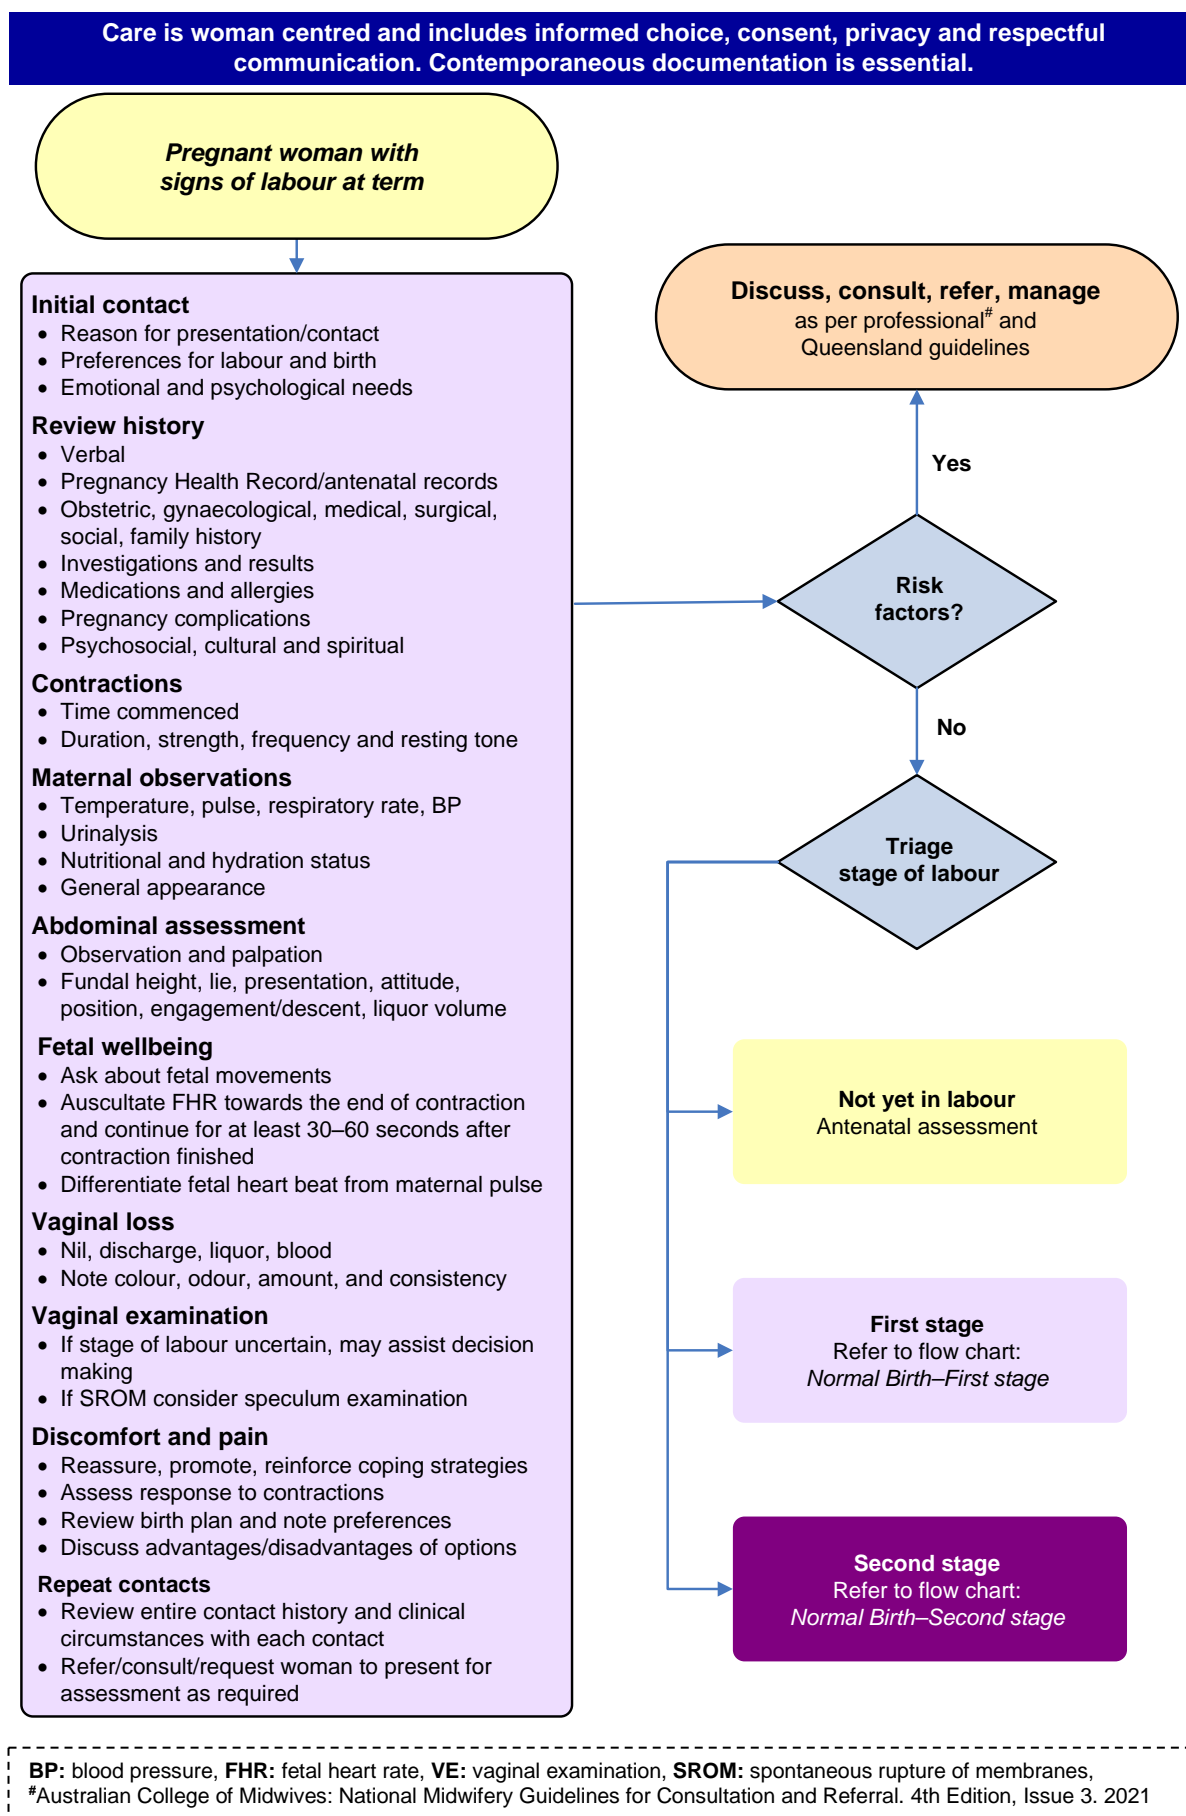 Care is woman centred and includes informed choice, consent, privacy and respectful
communication. Contemporaneous documentation is essential.
Pregnant woman with
signs of labour at term
Initial contact
• Reason for presentation/contact
• Preferences for labour and birth
• Emotional and psychological needs
Review history
• Verbal
• Pregnancy Health Record/antenatal records
• Obstetric, gynaecological, medical, surgical,
social, family history
• Investigations and results
• Medications and allergies
• Pregnancy complications
• Psychosocial, cultural and spiritual
Contractions
• Time commenced
• Duration, strength, frequency and resting tone
Maternal observations
• Temperature, pulse, respiratory rate, BP
• Urinalysis
• Nutritional and hydration status
• General appearance
Abdominal assessment
• Observation and palpation
• Fundal height, lie, presentation, attitude,
position, engagement/descent, liquor volume
Fetal wellbeing
• Ask about fetal movements
• Auscultate FHR towards the end of contraction
and continue for at least 30–60 seconds after
contraction finished
• Differentiate fetal heart beat from maternal pulse
Vaginal loss
• Nil, discharge, liquor, blood
• Note colour, odour, amount, and consistency
Vaginal examination
• If stage of labour uncertain, may assist decision
making
• If SROM consider speculum examination
Discomfort and pain
• Reassure, promote, reinforce coping strategies
• Assess response to contractions
• Review birth plan and note preferences
• Discuss advantages/disadvantages of options
Repeat contacts
• Review entire contact history and clinical
circumstances with each contact
• Refer/consult/request woman to present for
assessment as required
Discuss, consult, refer, manage
as per professional# and
Queensland guidelines
Yes
Risk
factors?
No
Triage
stage of labour
Not yet in labour
Antenatal assessment
First stage
Refer to flow chart:
Normal Birth–First stage
Second stage
Refer to flow chart:
Normal Birth–Second stage
BP: blood pressure, FHR: fetal heart rate, VE: vaginal examination, SROM: spontaneous rupture of membranes,
#Australian College of Midwives: National Midwifery Guidelines for Consultation and Referral. 4th Edition, Issue 3. 2021